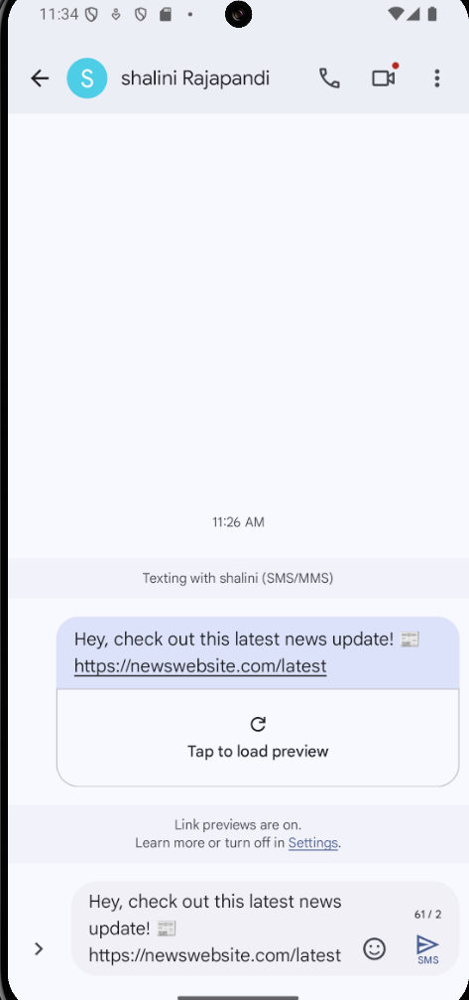 11:34
S
shalini Rajapandi
11:26 AM
Texting with shalini (SMS/MMS)
Hey, check out this latest news update! 📰
https://newswebsite.com/latest
Tap to load preview
Link previews are on.
Learn more or turn off in Settings.
Hey, check out this latest news
update! 📰
https://newswebsite.com/latest
61 / 2
SMS